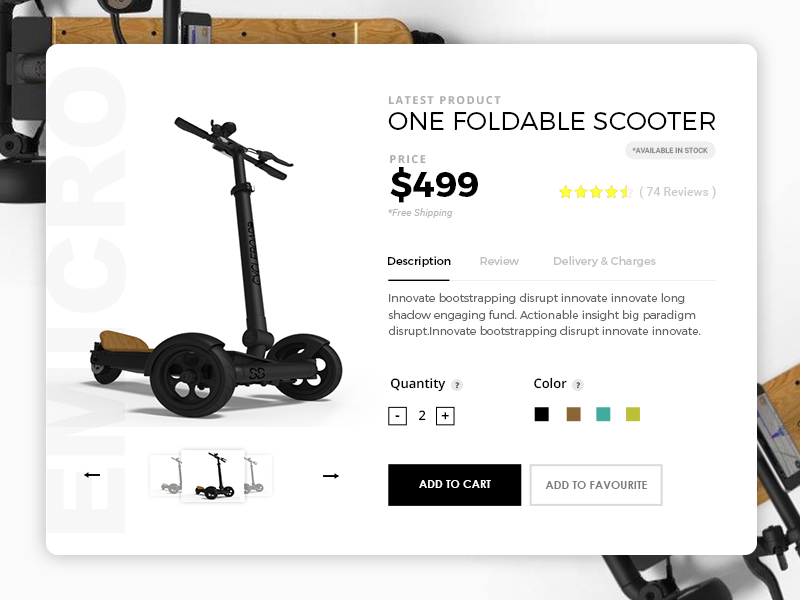 EMICRO
LATEST PRODUCT
ONE FOLDABLE SCOOTER
*AVAILABLE IN STOCK
PRICE
$499
( 74 Reviews )
*Free Shipping
CYCLEBOARD
Description Review Delivery & Charges
Innovate bootstrapping disrupt innovate innovate long
shadow engaging fund. Actionable insight big paradigm
disrupt.Innovate bootstrapping disrupt innovate innovate.
Quantity ? Color ?
- 2 +
ADD TO CART ADD TO FAVOURITE